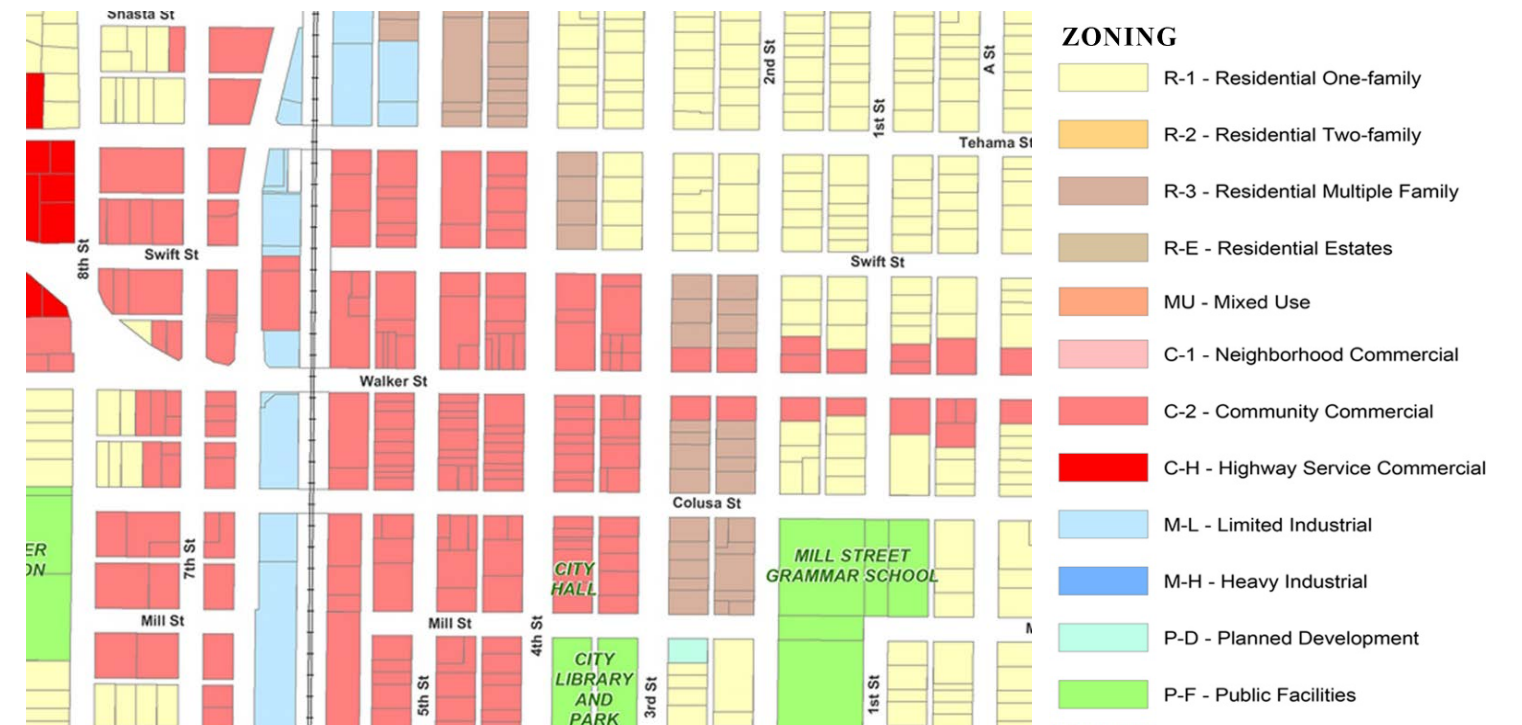 Shasta St
2nd St
A St
1st St
Tehama St
8th St
Swift St
Swift St
Walker St
Colusa St
ER
ON
7th St
CITY
HALL
MILL STREET
GRAMMAR SCHOOL
Mill St
Mill St
4th St
M
5th St
CITY
LIBRARY
AND
PARK
3rd St
1st St
ZONING
R-1 - Residential One-family
R-2 - Residential Two-family
R-3 - Residential Multiple Family
R-E - Residential Estates
MU - Mixed Use
C-1 - Neighborhood Commercial
C-2 - Community Commercial
C-H - Highway Service Commercial
M-L - Limited Industrial
M-H - Heavy Industrial
P-D - Planned Development
P-F - Public Facilities